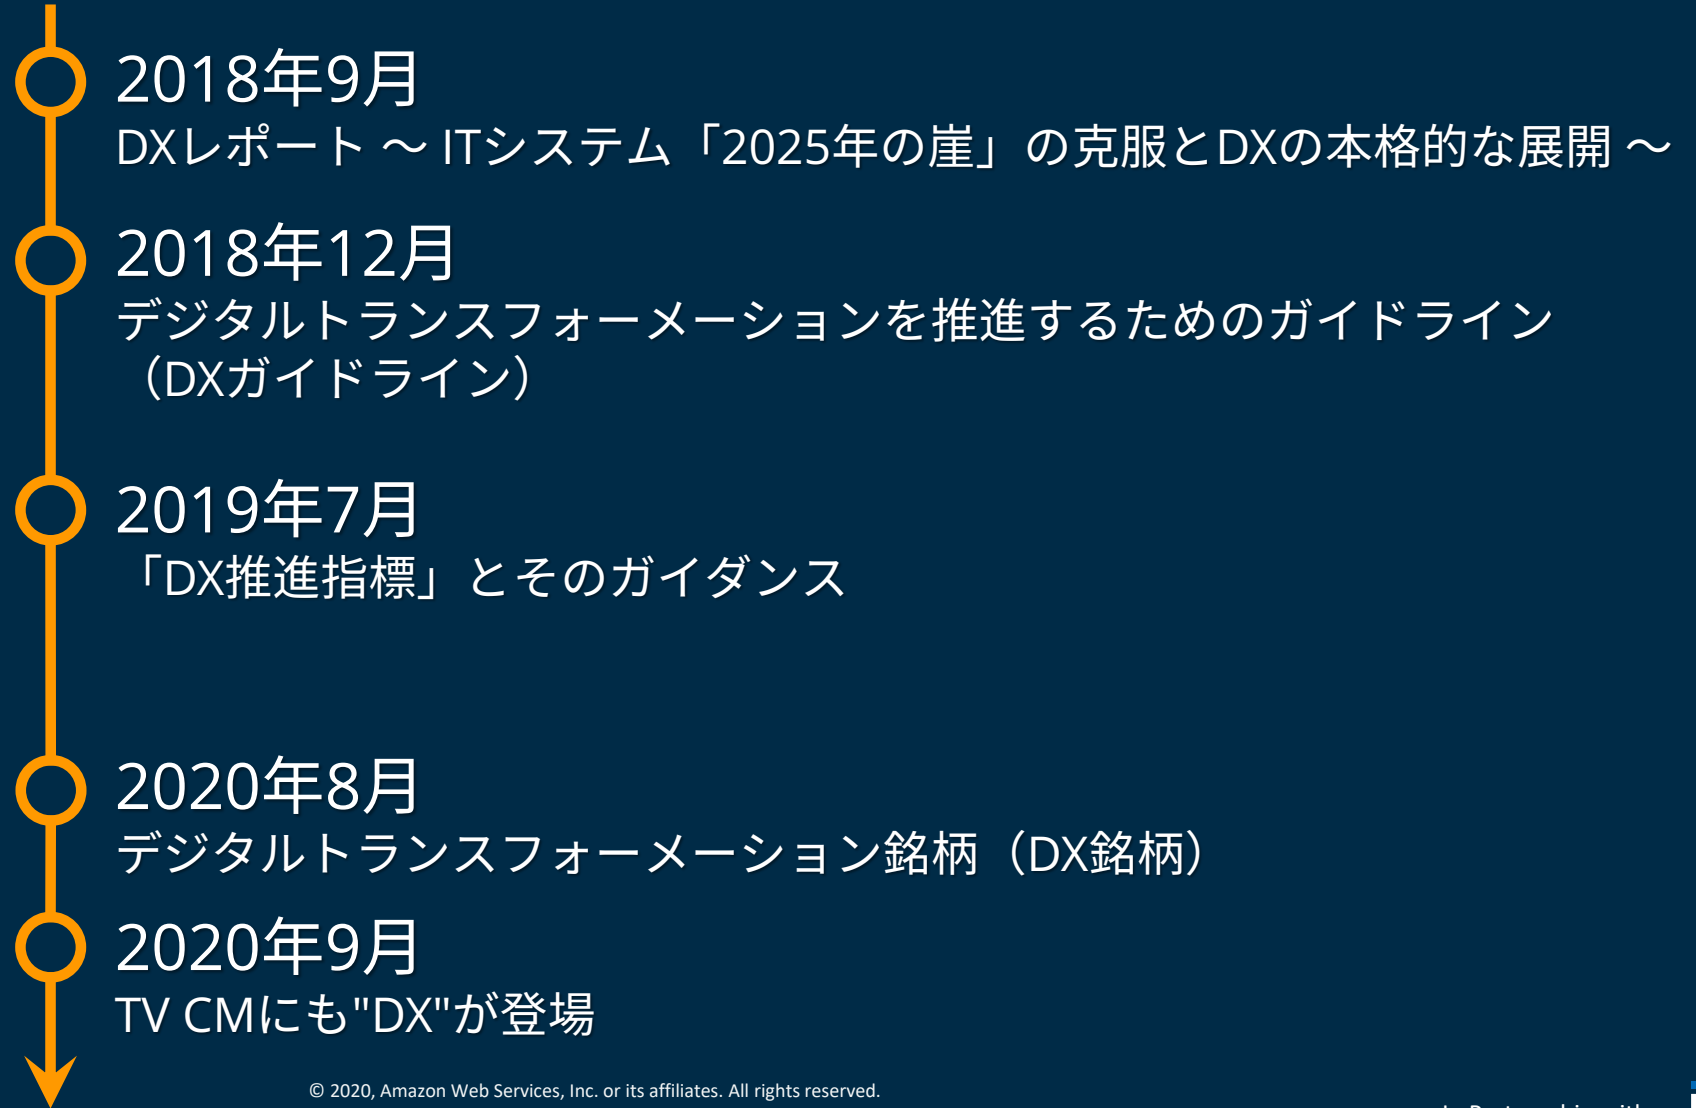 2018年9月
DXレポート ～ ITシステム「2025年の崖」の克服とDXの本格的な展開 ～
2018年12月
デジタルトランスフォーメーションを推進するためのガイドライン
（DXガイドライン）
2019年7月
「DX推進指標」とそのガイダンス
2020年8月
デジタルトランスフォーメーション銘柄（DX銘柄）
2020年9月
TV CMにも"DX"が登場
© 2020, Amazon Web Services, Inc. or its affiliates. All rights reserved.
In Partnership with